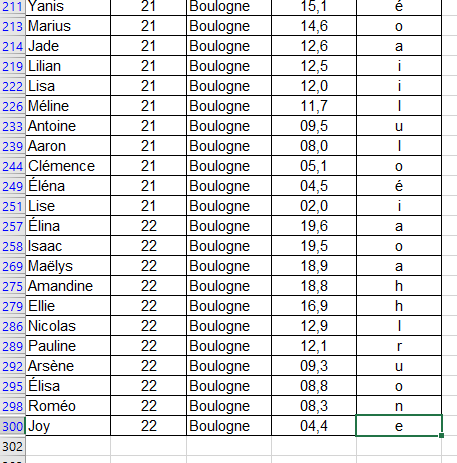 211 Yanis 21 Boulogne 15,1 é
213 Marius 21 Boulogne 14,6 o
214 Jade 21 Boulogne 12,6 a
219 Lilian 21 Boulogne 12,5 i
222 Lisa 21 Boulogne 12,0 i
226 Méline 21 Boulogne 11,7 l
233 Antoine 21 Boulogne 09,5 u
239 Aaron 21 Boulogne 08,0 l
244 Clémence 21 Boulogne 05,1 o
249 Éléna 21 Boulogne 04,5 é
251 Lise 21 Boulogne 02,0 i
257 Élina 22 Boulogne 19,6 a
258 Isaac 22 Boulogne 19,5 o
269 Maëlys 22 Boulogne 18,9 a
275 Amandine 22 Boulogne 18,8 h
279 Ellie 22 Boulogne 16,9 h
286 Nicolas 22 Boulogne 12,9 l
289 Pauline 22 Boulogne 12,1 r
292 Arsène 22 Boulogne 09,3 u
295 Élisa 22 Boulogne 08,8 o
298 Roméo 22 Boulogne 08,3 n
300 Joy 22 Boulogne 04,4 e
302